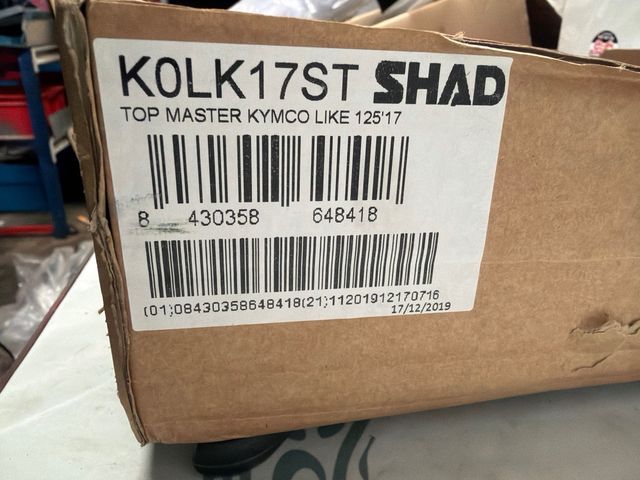 K0LK17ST SHAD
TOP MASTER KYMCO LIKE 125'17
8 430358 648418
(01)08430358648418(21)11201912170716
17/12/2019